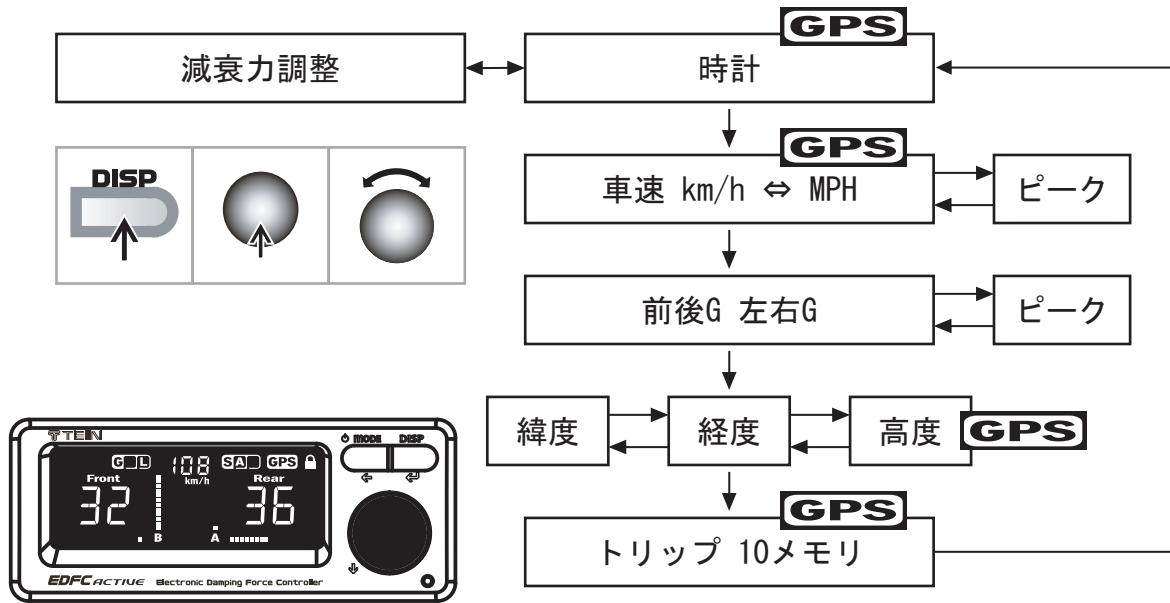 GPS
減衰力調整
時計
GPS
DISP
車速 km/h ⇔ MPH
ピーク
前後G 左右G
ピーク
緯度
経度
高度
GPS
GPS
トリップ 10メモリ
TEIN
MODE DISP
G L 108 km/h S A GPS
Front
Rear
32
36
B A
EDFC ACTIVE Electronic Damping Force Controller